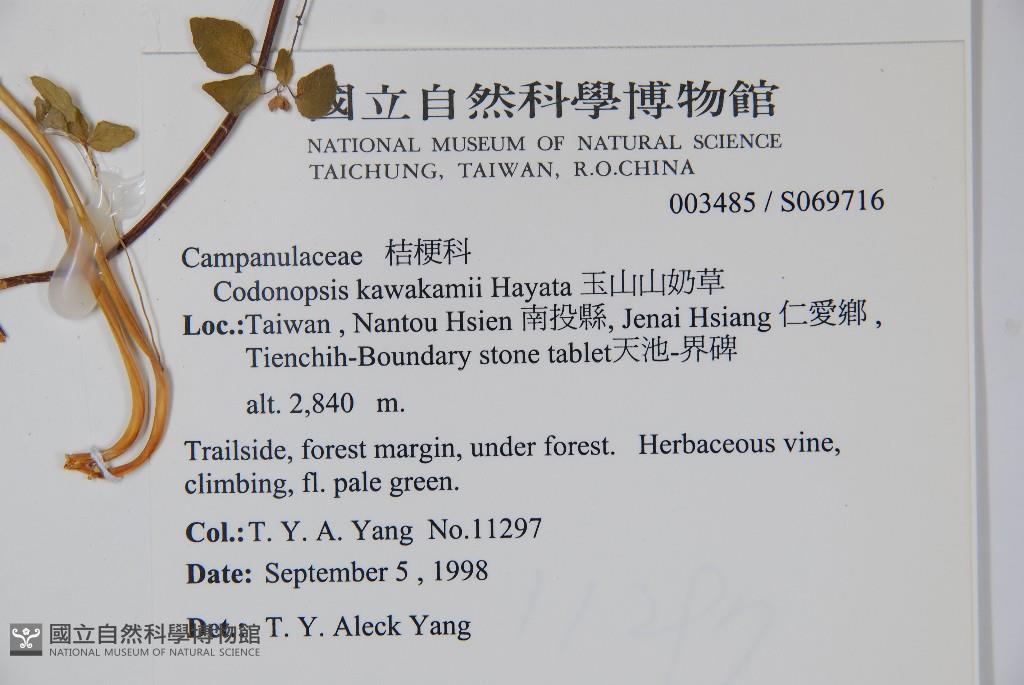 國立自然科學博物館
NATIONAL MUSEUM OF NATURAL SCIENCE
TAICHUNG, TAIWAN, R.O.CHINA
003485 / S069716
Campanulaceae 桔梗科
Codonopsis kawakamii Hayata 玉山山奶草
Loc.:Taiwan , Nantou Hsien 南投縣, Jenai Hsiang 仁愛鄉 ,
Tienchih-Boundary stone tablet天池-界碑
alt. 2,840 m.
Trailside, forest margin, under forest. Herbaceous vine,
climbing, fl. pale green.
Col.: T. Y. A. Yang No.11297
Date: September 5 , 1998
Det.: T. Y. Aleck Yang
國立自然科學博物館
NATIONAL MUSEUM OF NATURAL SCIENCE